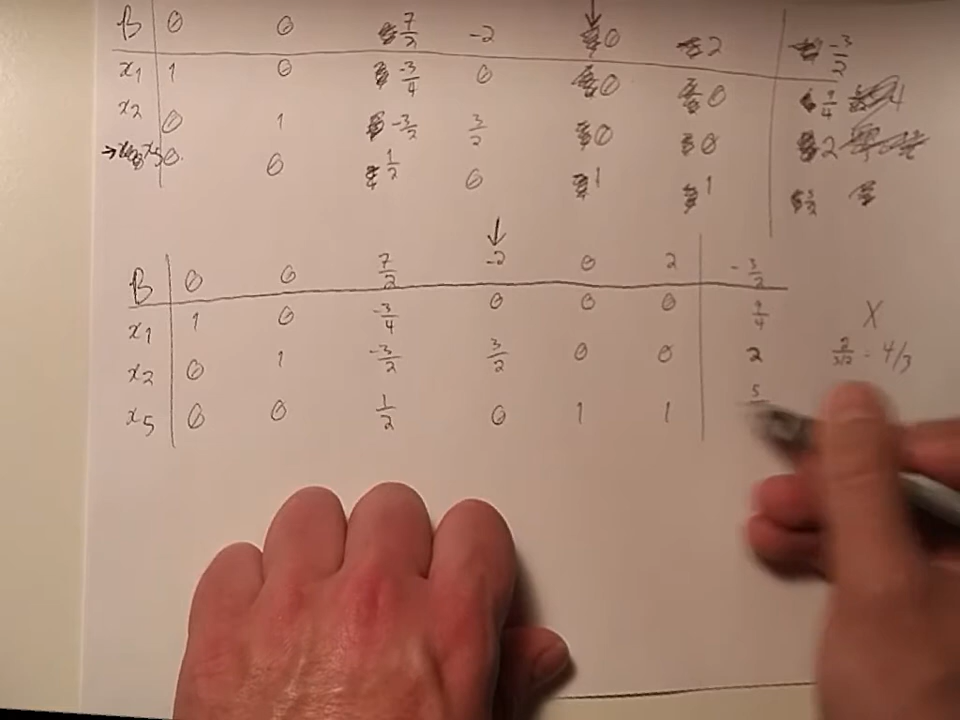 B 0 0 7/2 -2 0 2 -3/2
x1 1 0 -3/4 0 0 0 9/4
x2 0 1 -3/2 3/2 0 0 2
→ x5 0 0 1/2 0 1 1
↓
B 0 0 7/2 -2 0 2 -3/2
x1 1 0 -3/4 0 0 0 9/4 X
x2 0 1 -3/2 3/2 0 0 2 2/3/2 = 4/3
x5 0 0 1/2 0 1 1 5